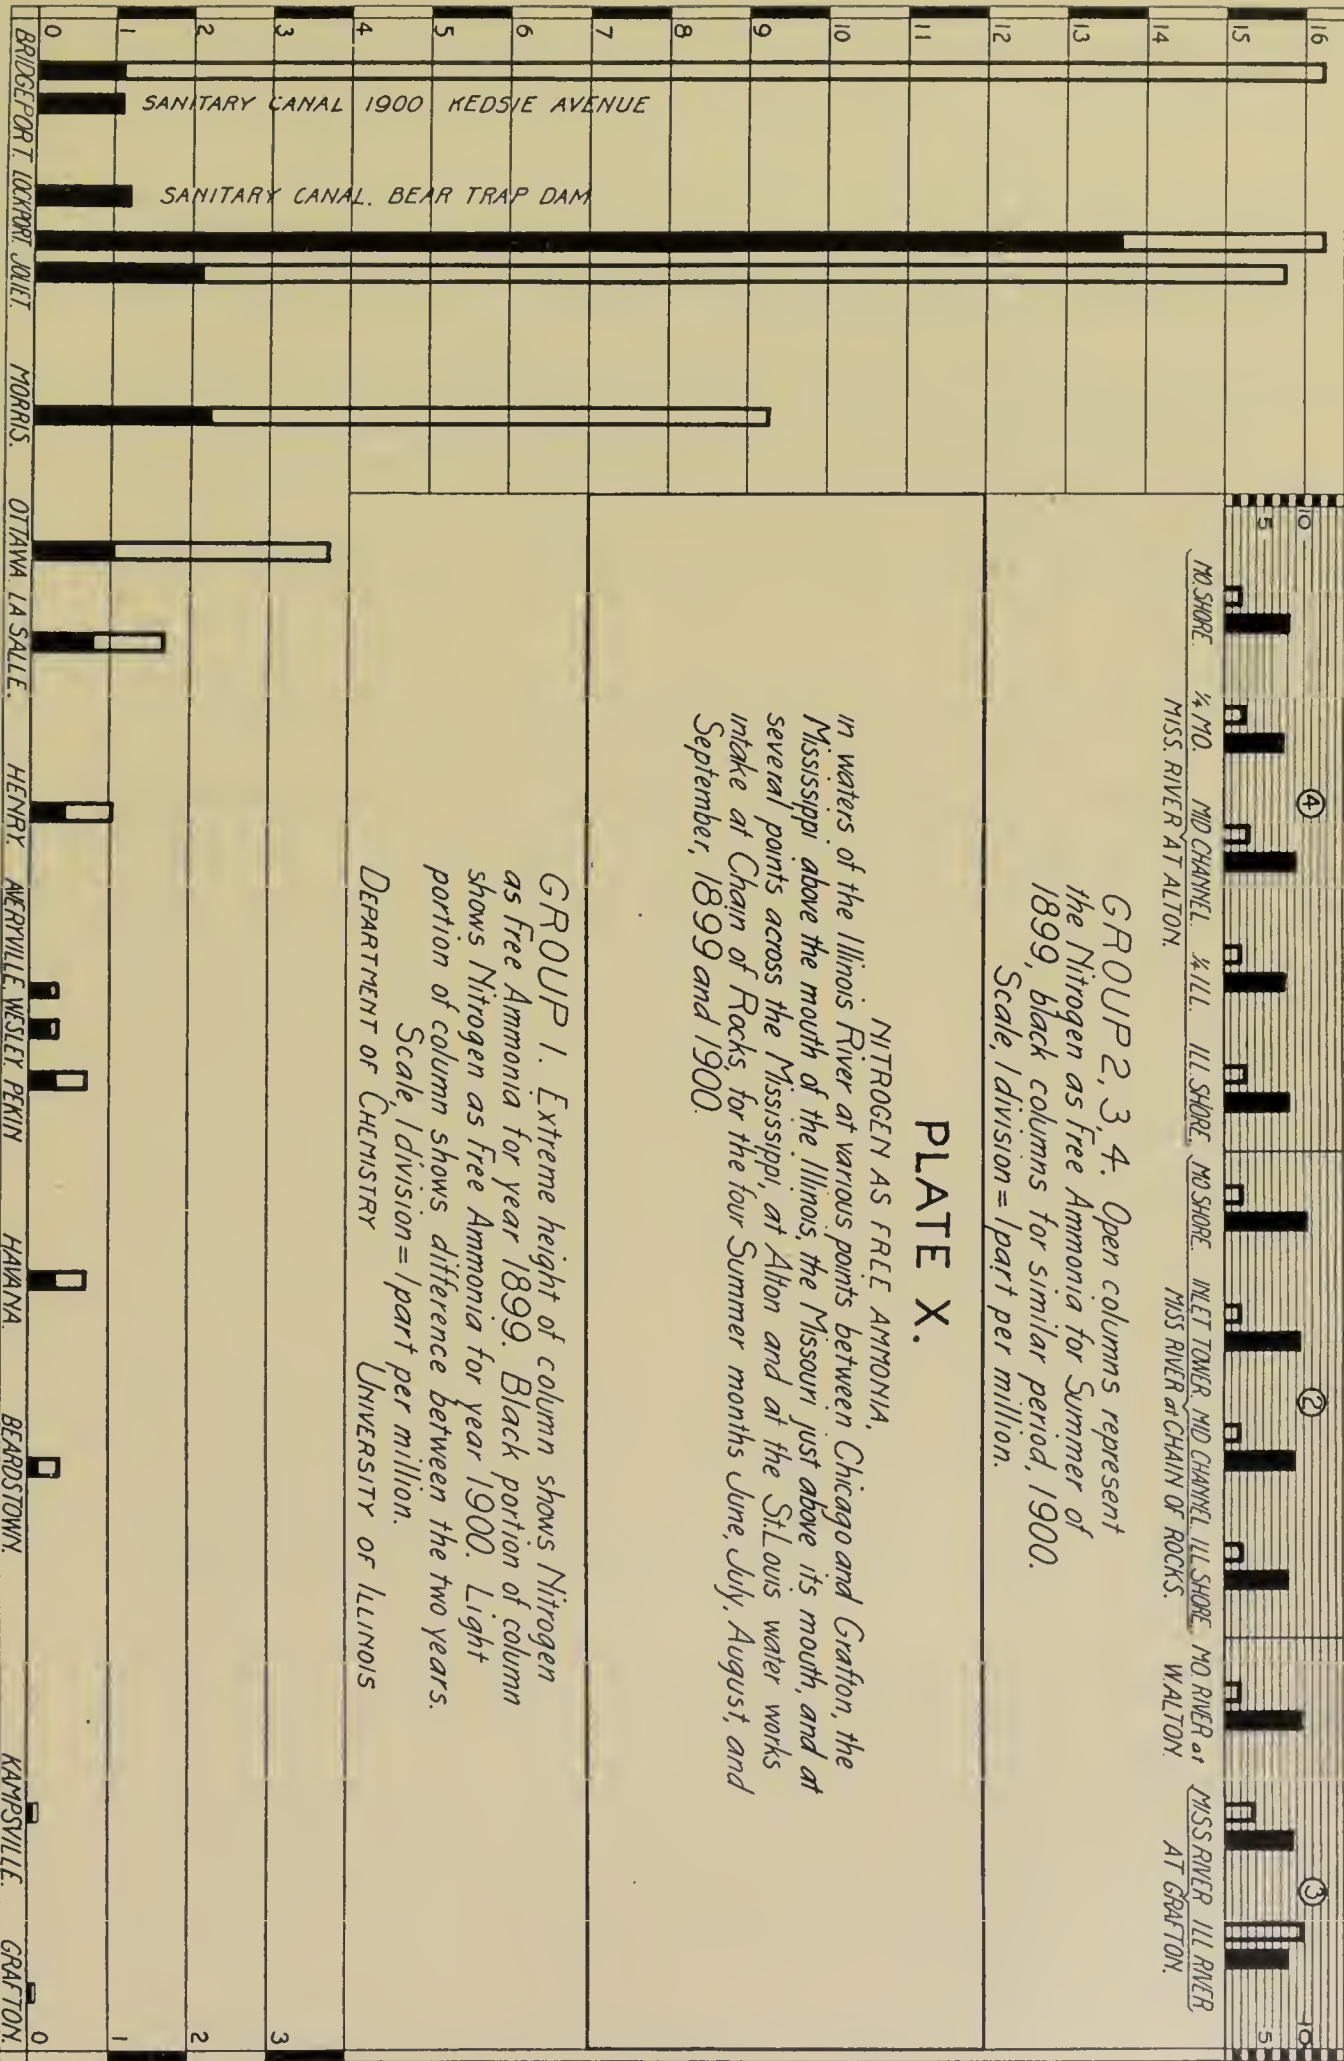 10
5
④
②
③
10
5
MO. SHORE. ¼ MO. MID CHANNEL. ¼ ILL. ILL. SHORE.
MISS. RIVER AT ALTON.
MO SHORE. INLET TOWER. MID CHANNEL. ILL. SHORE.
MISS RIVER at CHAIN OF ROCKS.
MO. RIVER at
WALTON.
MISS RIVER ILL RIVER
AT GRAFTON.
GROUP 2, 3, 4. Open columns represent
the Nitrogen as Free Ammonia for Summer of
1899, black columns for similar period, 1900.
Scale, 1 division = 1 part per million.
PLATE X.
NITROGEN AS FREE AMMONIA,
In waters of the Illinois River at various points between Chicago and Grafton, the
Mississippi above the mouth of the Illinois, the Missouri just above its mouth, and at
several points across the Mississippi, at Alton and at the St. Louis water works
intake at Chain of Rocks, for the four Summer months June, July, August, and
September, 1899 and 1900.
GROUP 1. Extreme height of column shows Nitrogen
as Free Ammonia for year 1899. Black portion of column
shows Nitrogen as Free Ammonia for year 1900. Light
portion of column shows difference between the two years.
Scale, 1 division = 1 part per million.
DEPARTMENT OF CHEMISTRY UNIVERSITY OF ILLINOIS
16
15
14
13
12
11
10
9
8
7
6
5
4
3
2
1
0
SANITARY CANAL 1900 KEDSIE AVENUE
SANITARY CANAL. BEAR TRAP DAM
3
2
1
0
BRIDGEPORT. LOCKPORT. JOLIET. MORRIS. OTTAWA. LA SALLE. HENRY. AVERYVILLE, WESLEY, PEKIN HAVANA. BEARDSTOWN. KAMPSVILLE. GRAFTON.